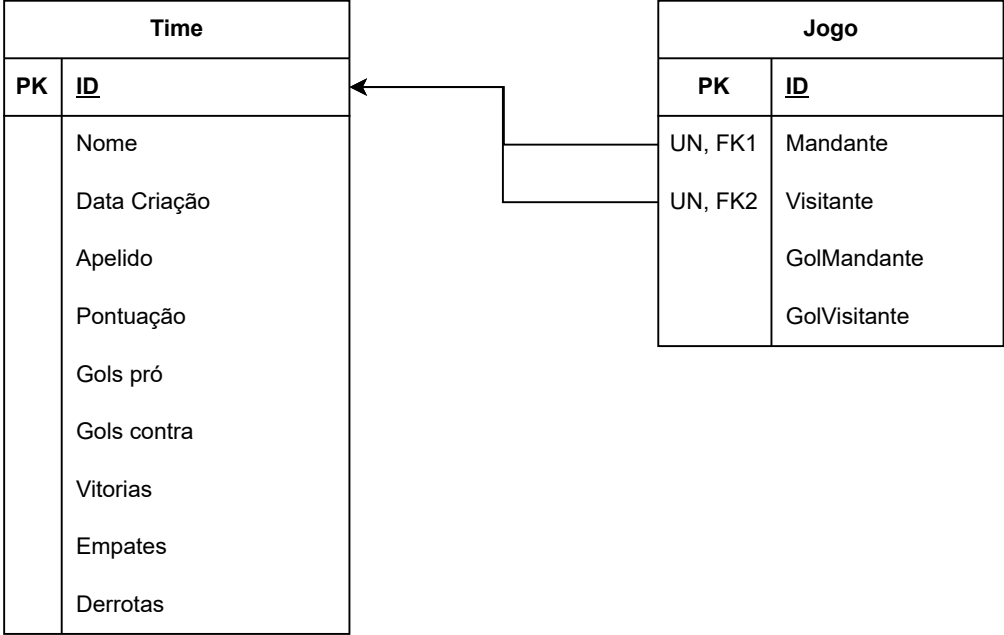 Time
PK ID
Nome
Data Criação
Apelido
Pontuação
Gols pró
Gols contra
Vitorias
Empates
Derrotas
Jogo
PK ID
UN, FK1 Mandante
UN, FK2 Visitante
GolMandante
GolVisitante